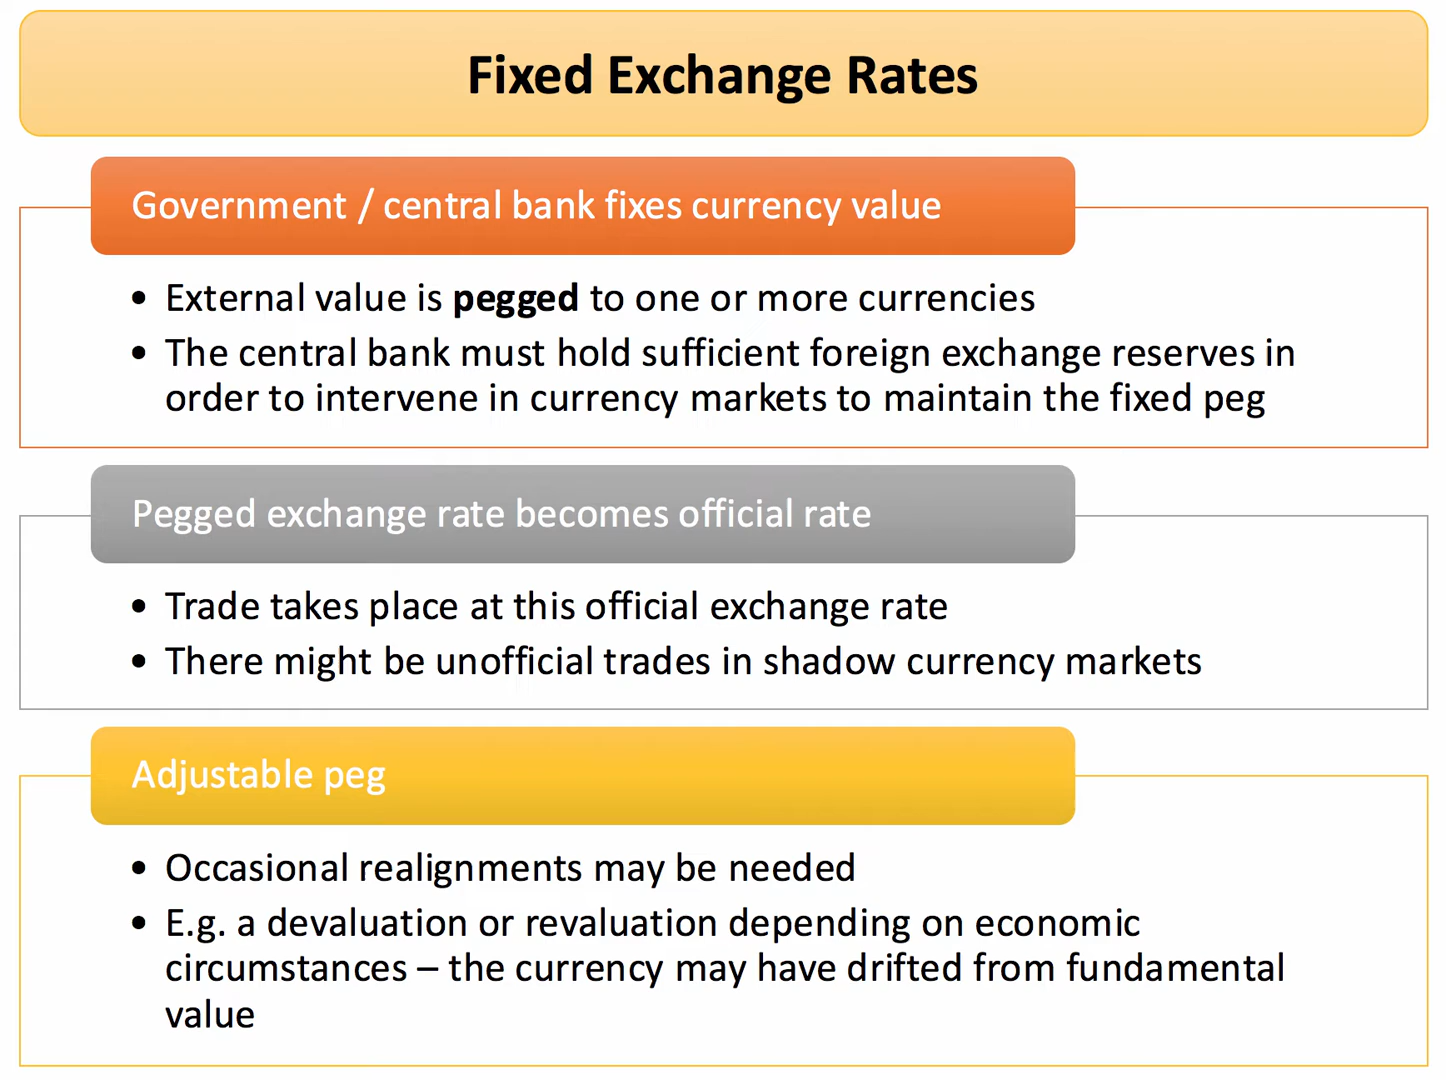 Fixed Exchange Rates
Government / central bank fixes currency value
• External value is pegged to one or more currencies
• The central bank must hold sufficient foreign exchange reserves in
order to intervene in currency markets to maintain the fixed peg
Pegged exchange rate becomes official rate
• Trade takes place at this official exchange rate
• There might be unofficial trades in shadow currency markets
Adjustable peg
• Occasional realignments may be needed
• E.g. a devaluation or revaluation depending on economic
circumstances – the currency may have drifted from fundamental
value